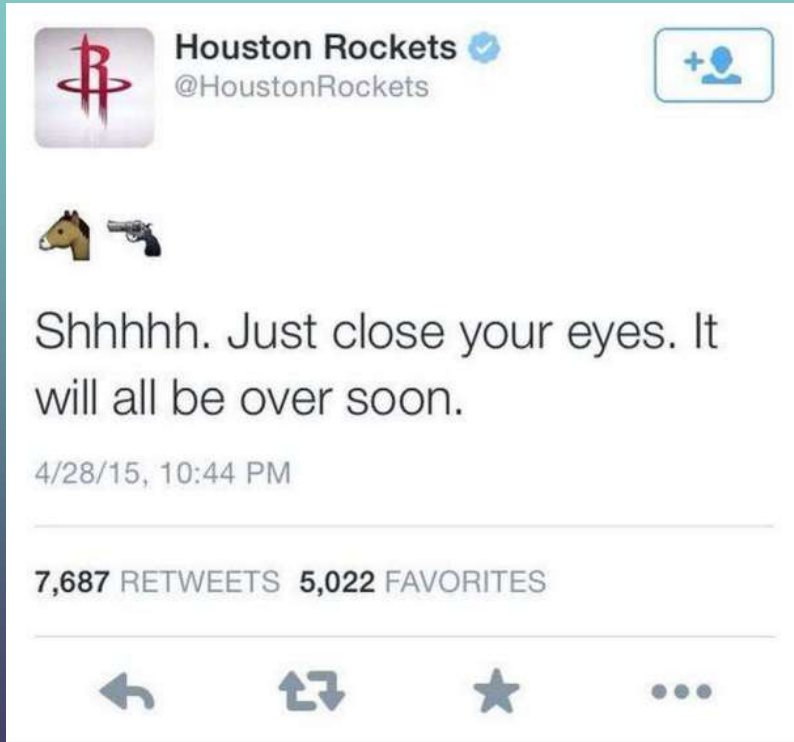 Houston Rockets
@HoustonRockets
🐴🔫
Shhhhh. Just close your eyes. It
will all be over soon.
4/28/15, 10:44 PM
7,687 RETWEETS 5,022 FAVORITES